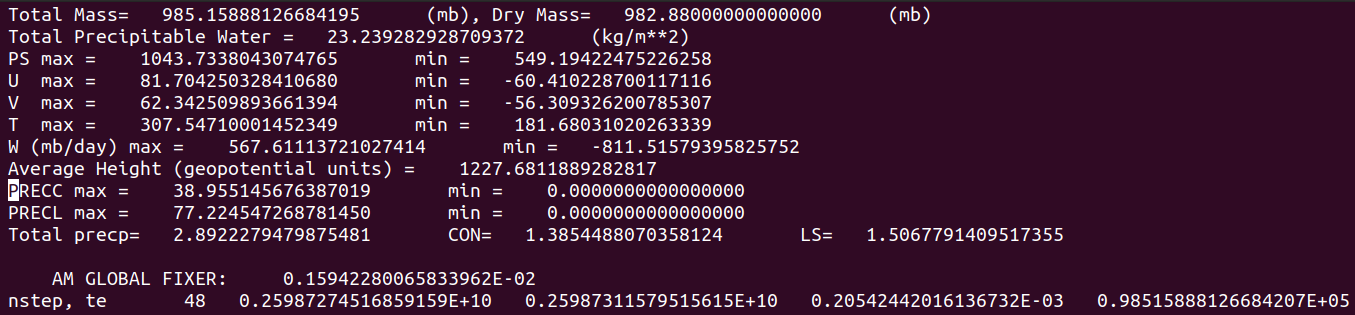 Total Mass=   985.15888126684195      (mb), Dry Mass=   982.88000000000000      (mb)
Total Precipitable Water =   23.239282928709372      (kg/m**2)
PS max =    1043.7338043074765       min =    549.19422475226258
U  max =    81.704250328410680       min =   -60.410228700117116
V  max =    62.342509893661394       min =   -56.309326200785307
T  max =    307.54710001452349       min =    181.68031020263339
W (mb/day) max =    567.61113721027414       min =   -811.51579395825752
Average Height (geopotential units) =    1227.6811889282817
PRECC max =    38.955145676387019       min =    0.0000000000000000
PRECL max =    77.224547268781450       min =    0.0000000000000000
Total precp=   2.8922279479875481       CON=   1.3854488070358124       LS=   1.5067791409517355
AM GLOBAL FIXER:     0.15942280065833962E-02
nstep, te      48   0.25987274516859159E+10   0.25987311579515615E+10   0.20542442016136732E-03   0.98515888126684207E+05